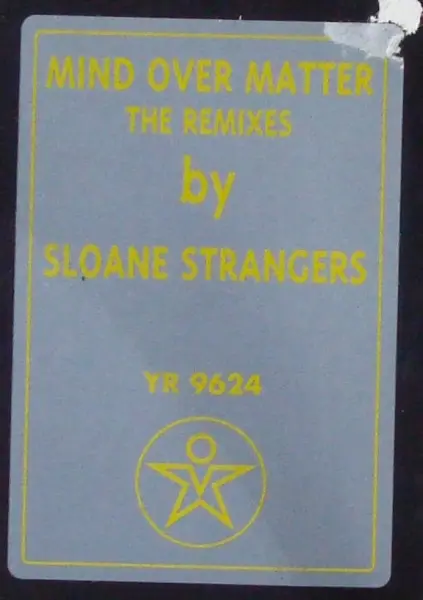 MIND OVER MATTER
THE REMIXES
by
SLOANE STRANGERS
YR 9624